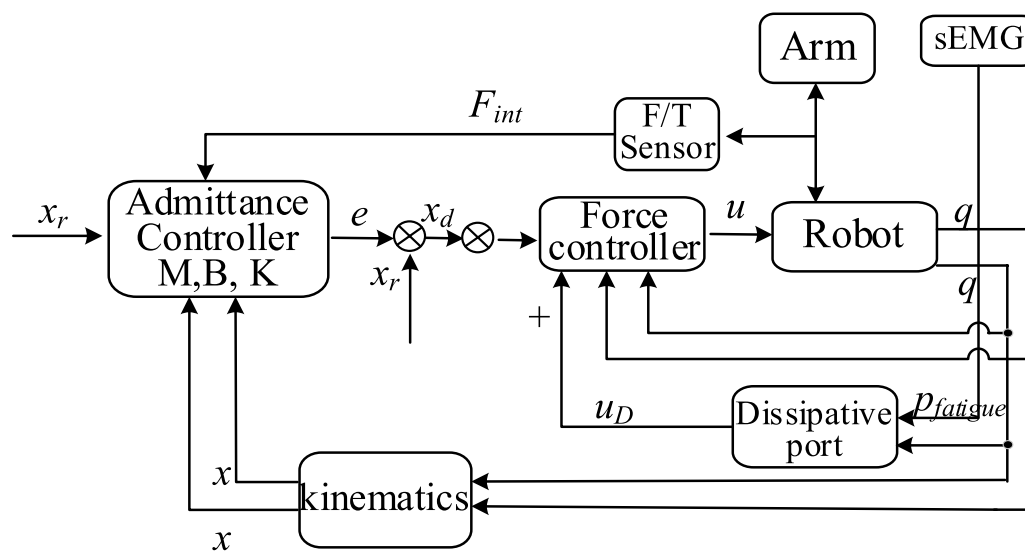 Arm
sEMG
F_int
F/T
Sensor
x_r
Admittance
Controller
M,B, K
e
x_d
x_r
Force
controller
u
Robot
q
q
+
u_D
Dissipative
port
p_fatigue
x
kinematics
x